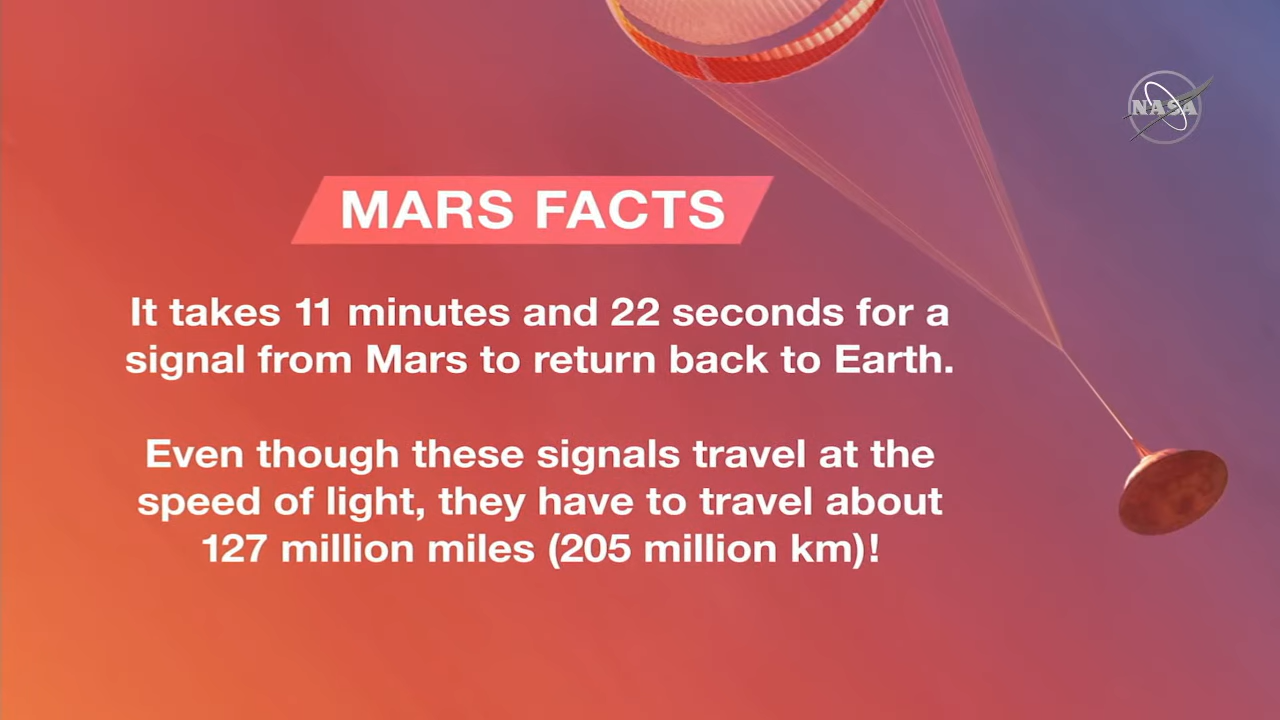 NASA
MARS FACTS
It takes 11 minutes and 22 seconds for a
signal from Mars to return back to Earth.
Even though these signals travel at the
speed of light, they have to travel about
127 million miles (205 million km)!